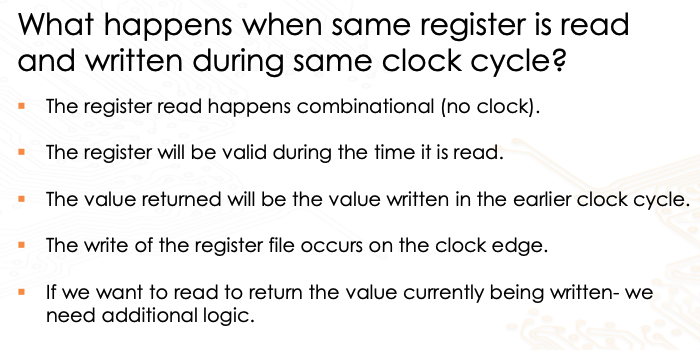 What happens when same register is read
and written during same clock cycle?
▪ The register read happens combinational (no clock).
▪ The register will be valid during the time it is read.
▪ The value returned will be the value written in the earlier clock cycle.
▪ The write of the register file occurs on the clock edge.
▪ If we want to read to return the value currently being written- we
need additional logic.